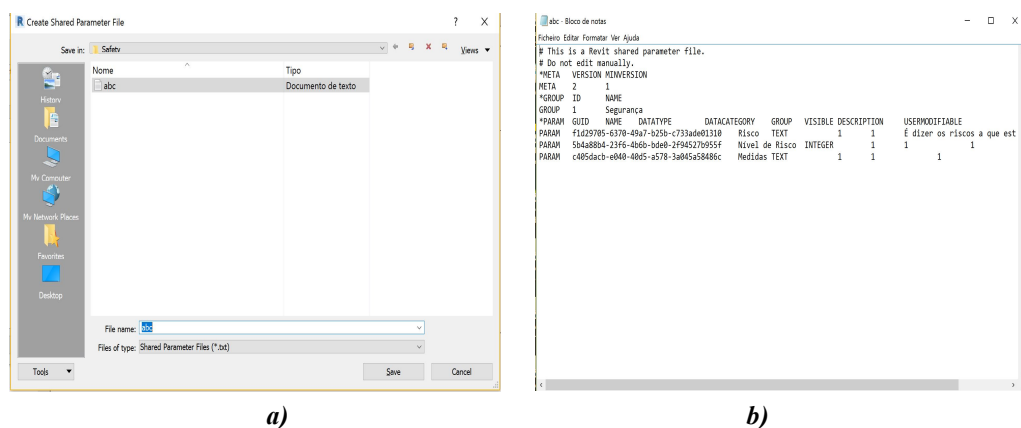 Create Shared Parameter File ? X
Save in: Safety Views
Nome Tipo
abc Documento de texto
History
Documents
My Computer
My Network Places
Favorites
Desktop
File name: abc
Files of type: Shared Parameter Files (*.txt)
Tools Save Cancel
a)
abc - Bloco de notas
Ficheiro Editar Formatar Ver Ajuda
# This is a Revit shared parameter file.
# Do not edit manually.
*META VERSION MINVERSION
META 2 1
*GROUP ID NAME
GROUP 1 Segurança
*PARAM GUID NAME DATATYPE DATACATEGORY GROUP VISIBLE DESCRIPTION USERMODIFIABLE
PARAM f1d29705-6370-49a7-b25b-c733ade01310 Risco TEXT 1 1 É dizer os riscos a que est
PARAM 5b4a88b4-23f6-4b6b-bde0-2f94527b955f Nível de Risco INTEGER 1 1 1
PARAM c405dacb-e040-40d5-a578-3a045a58486c Medidas TEXT 1 1 1
b)